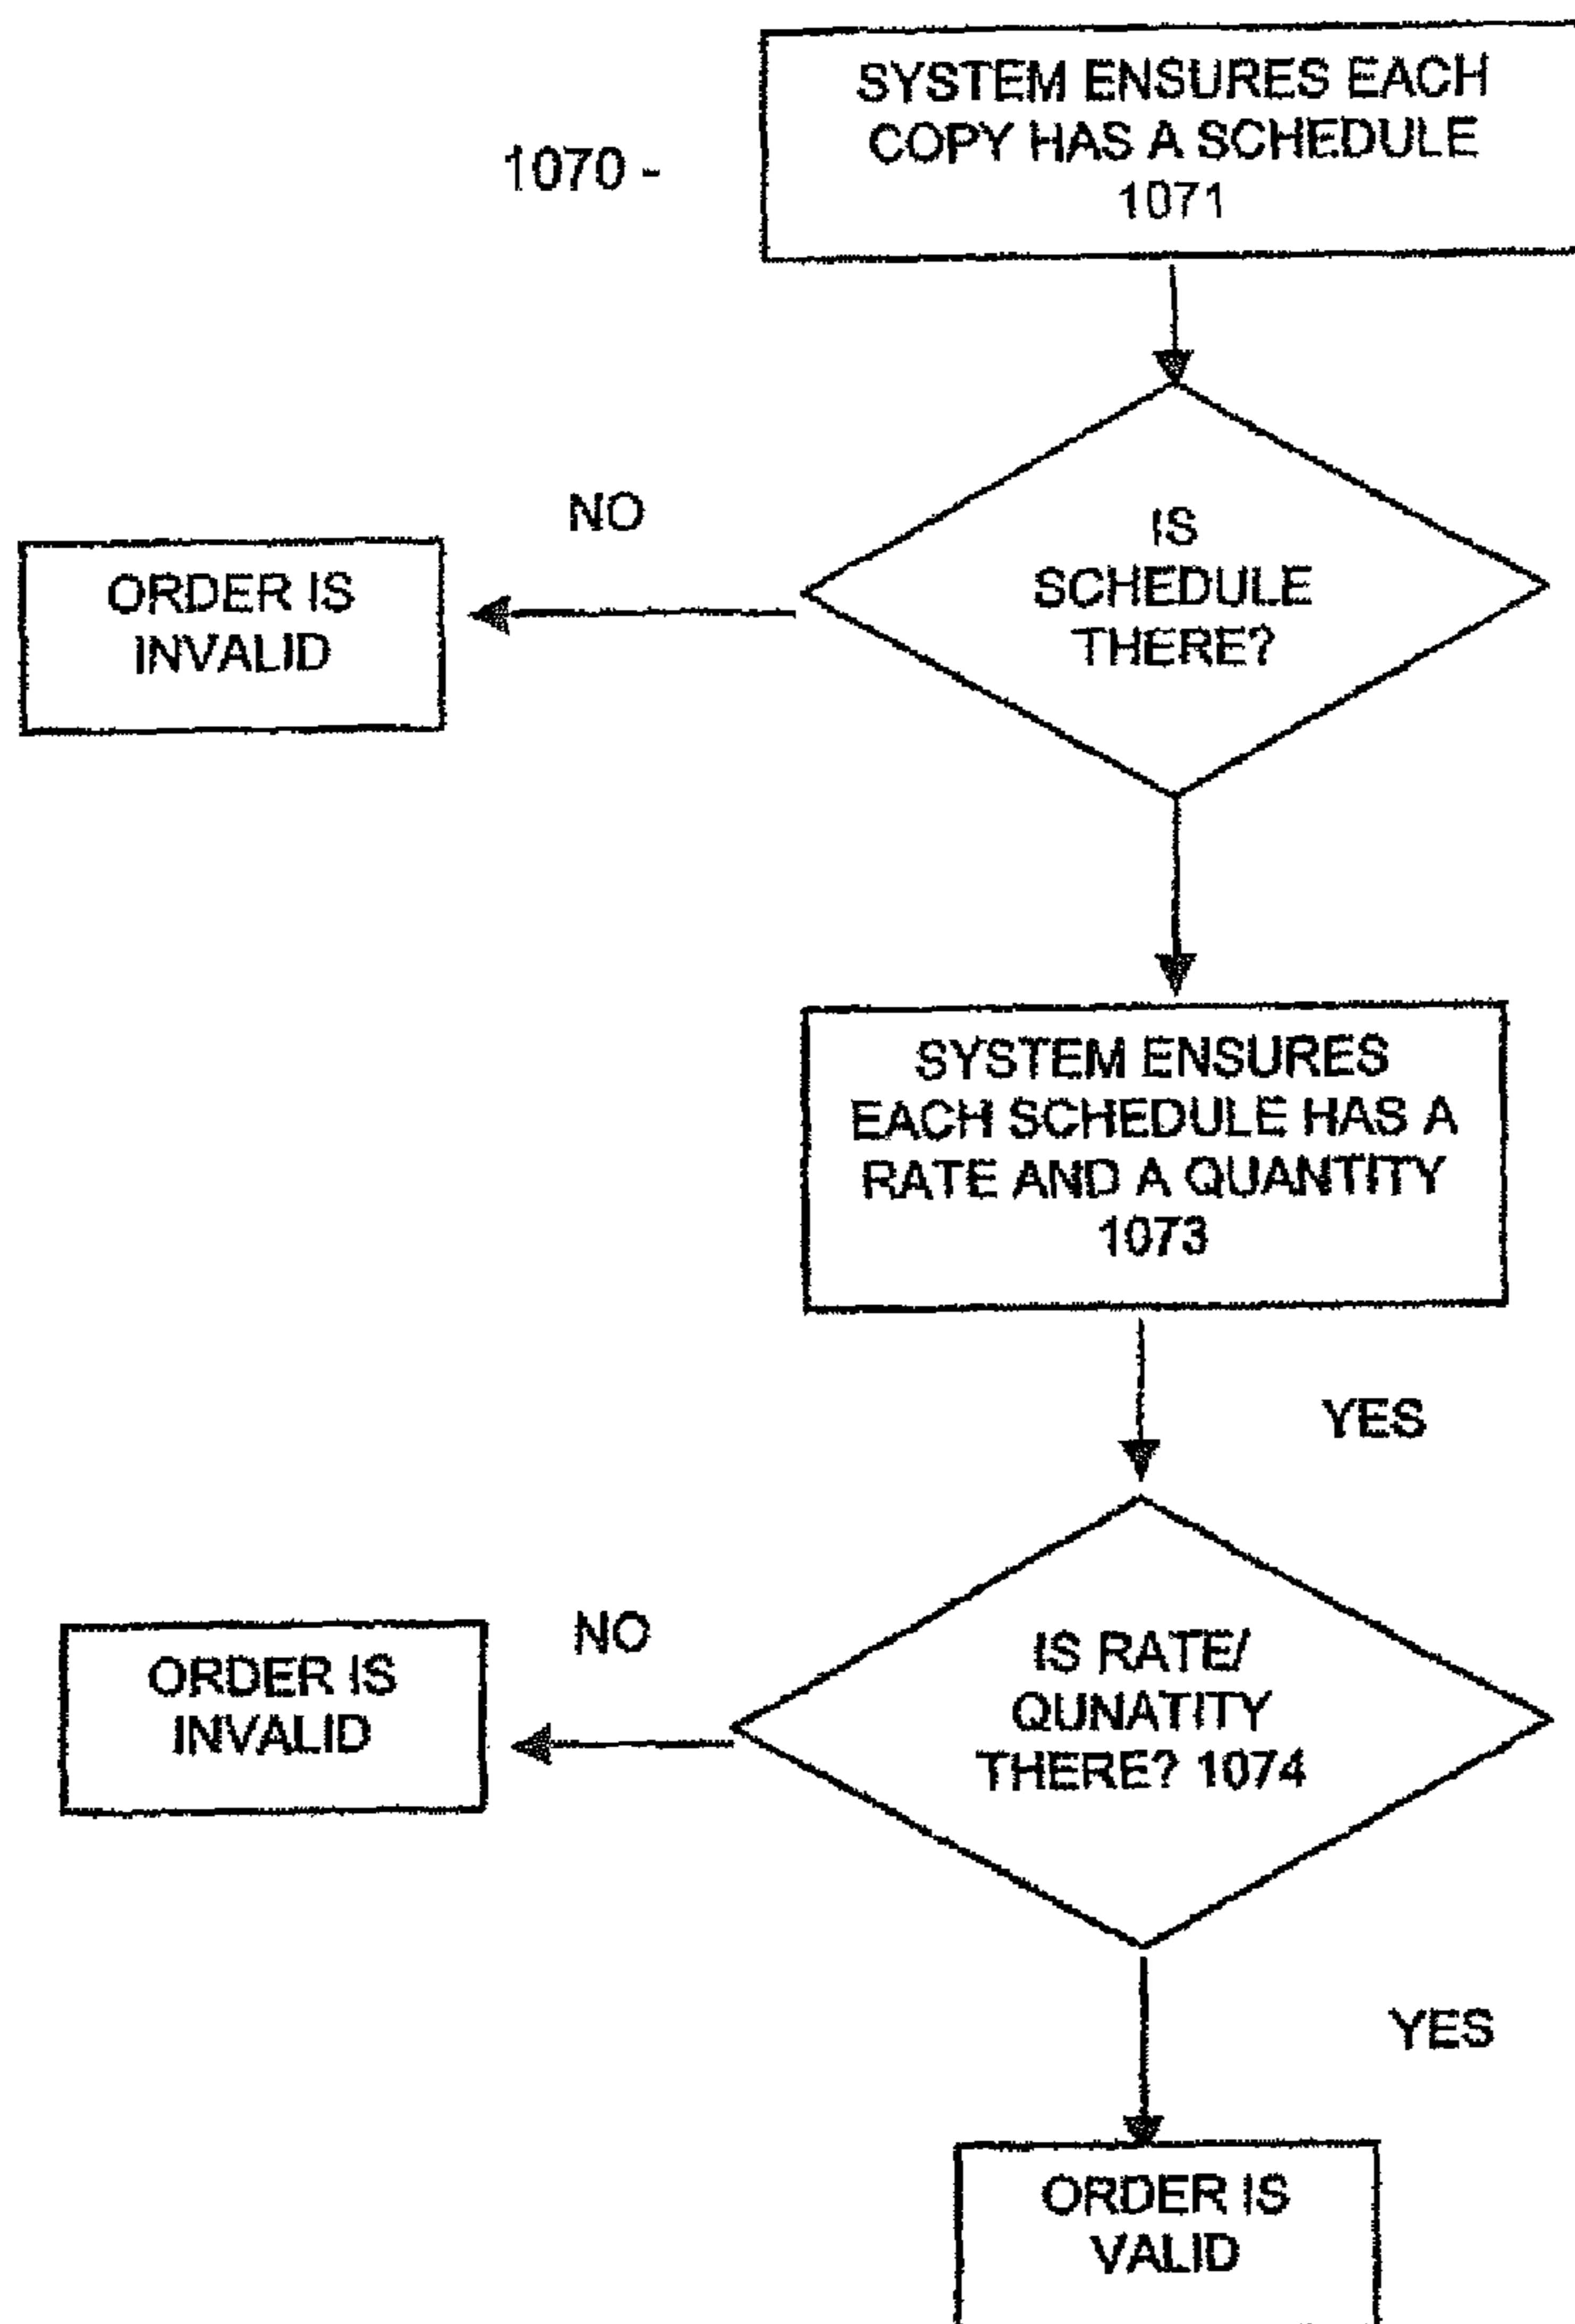 SYSTEM ENSURES EACH
COPY HAS A SCHEDULE
1071
1070 -
NO
IS
SCHEDULE
THERE?
ORDER IS
INVALID
SYSTEM ENSURES
EACH SCHEDULE HAS A
RATE AND A QUANTITY
1073
YES
NO
IS RATE/
QUNATITY
THERE? 1074
ORDER IS
INVALID
YES
ORDER IS
VALID